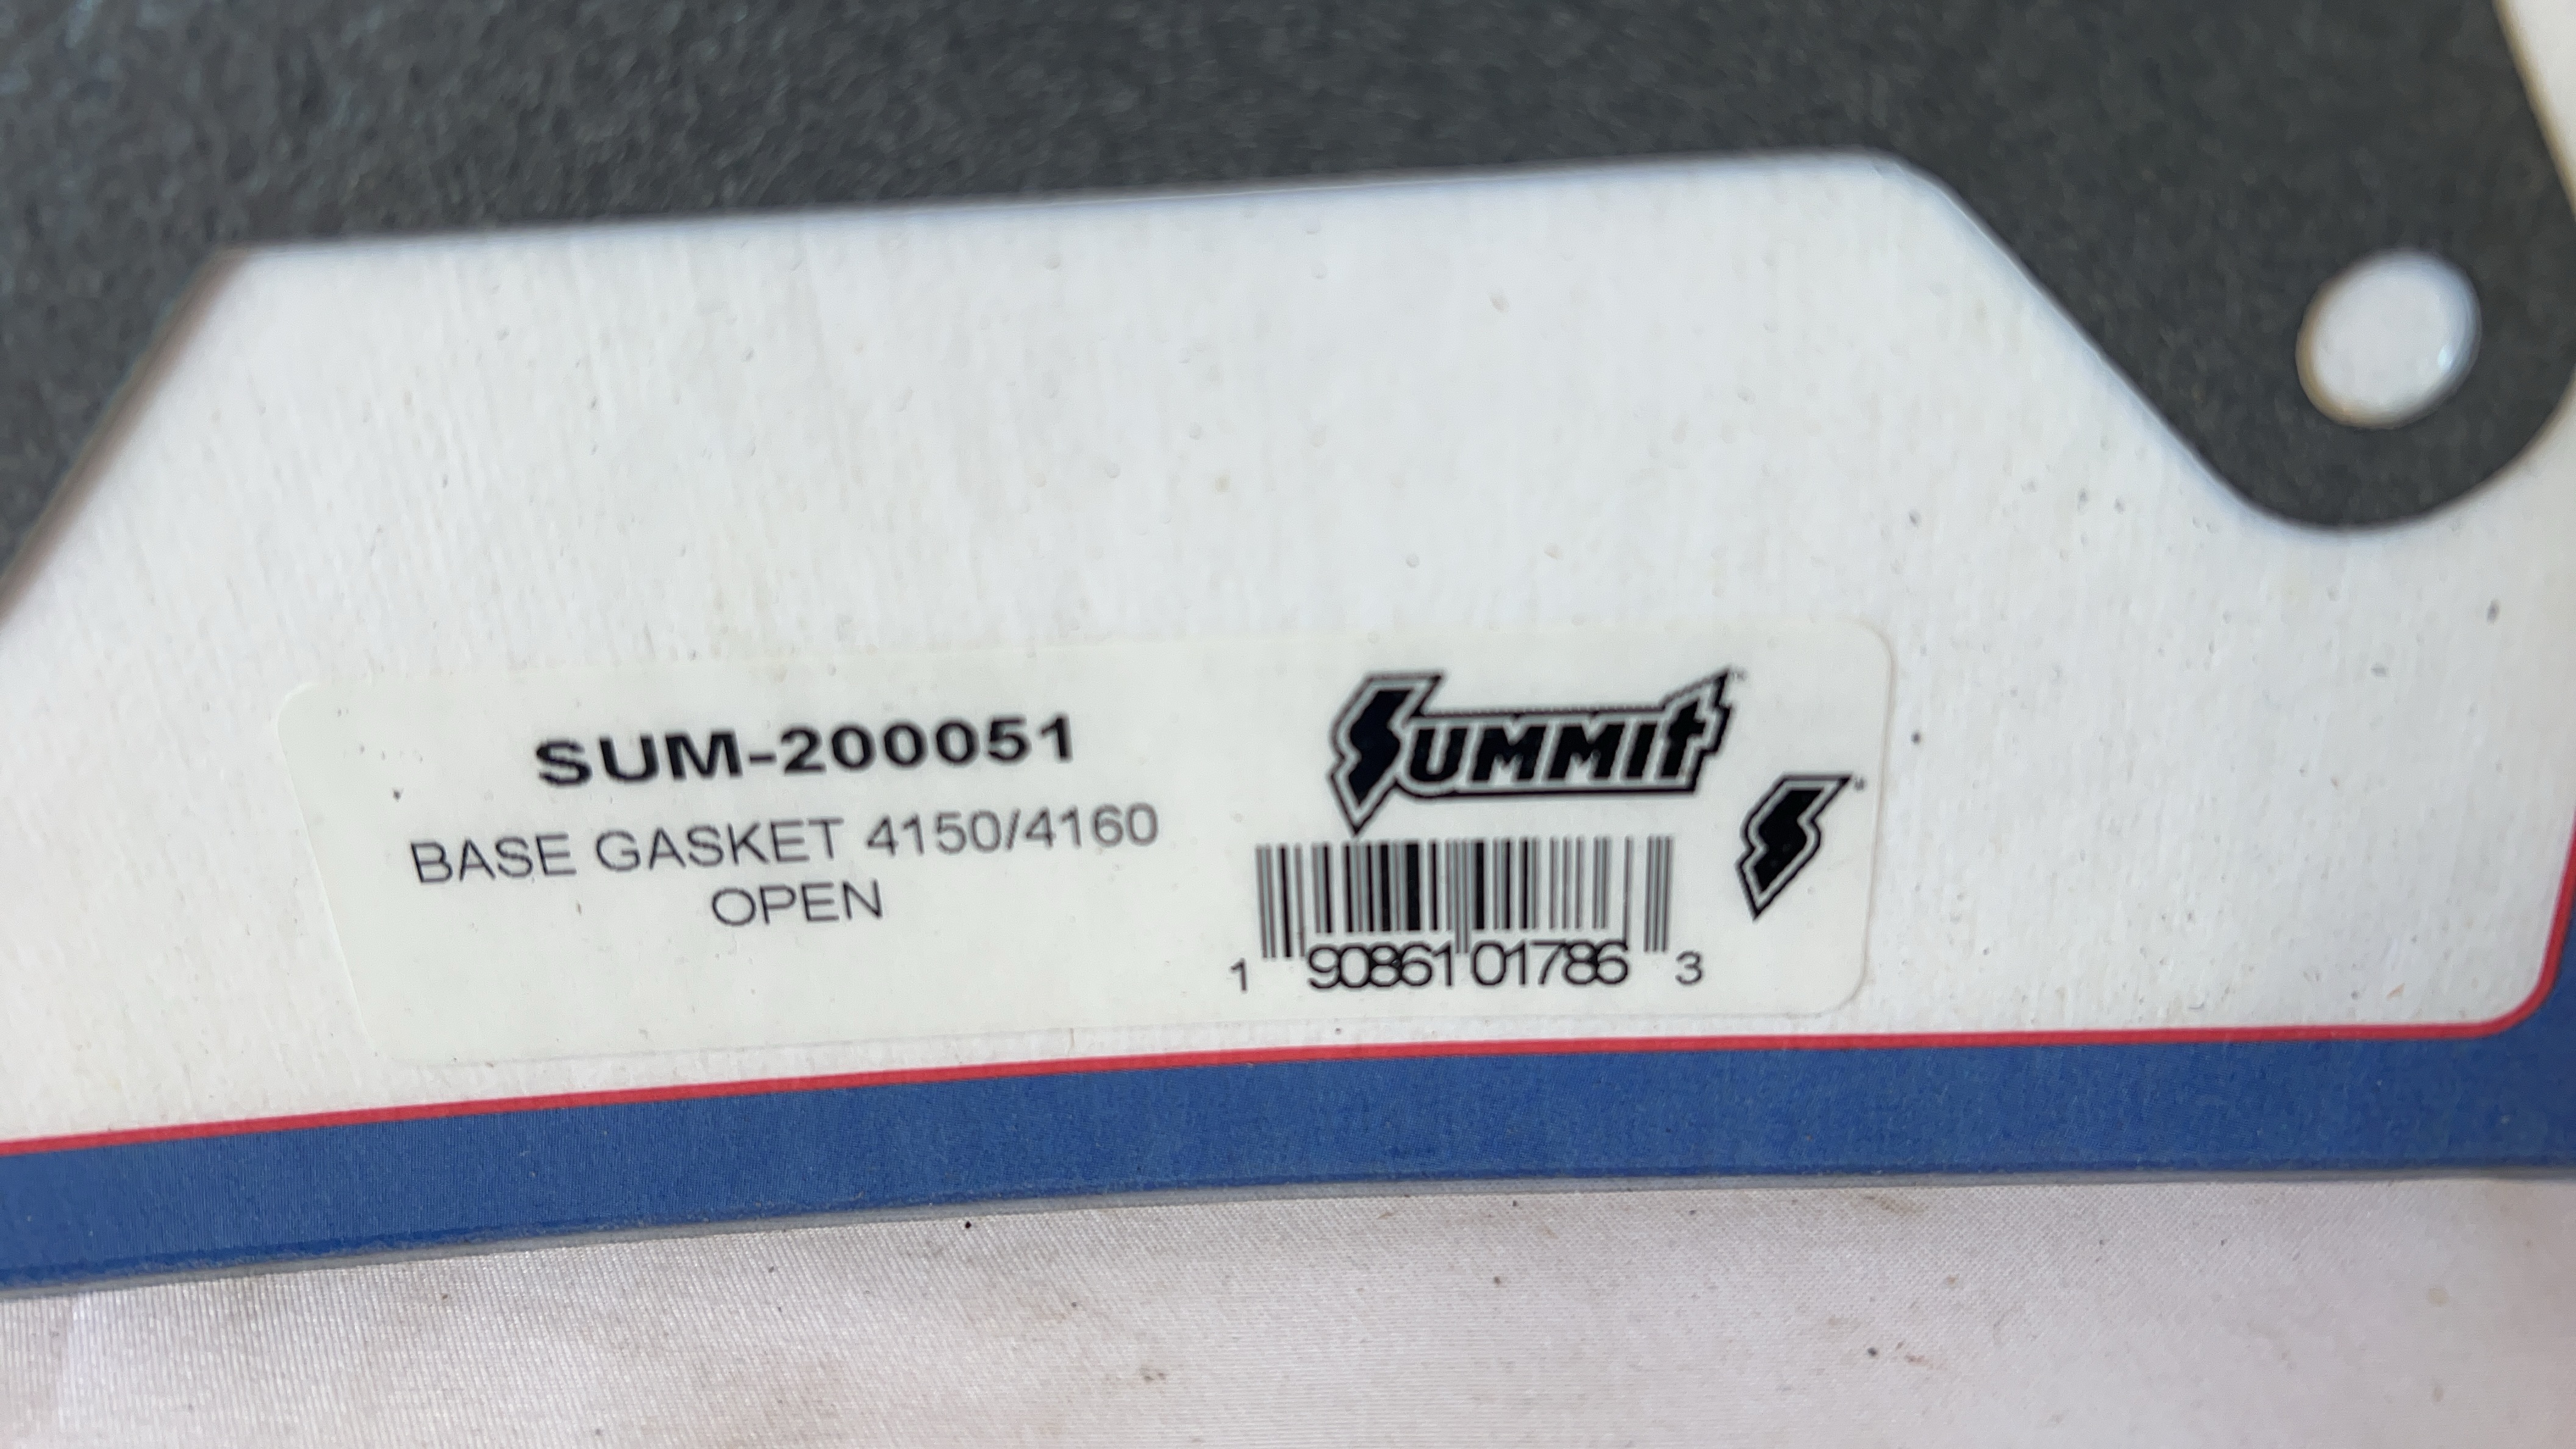 SUM-200051
BASE GASKET 4150/4160
OPEN
SUMMIT
1 90861 01786 3